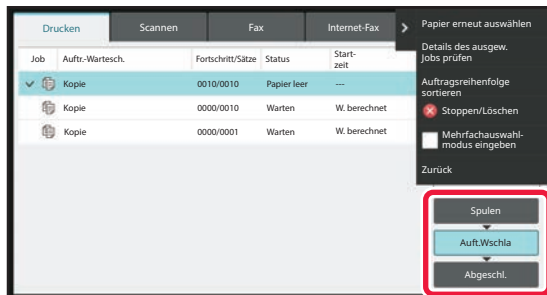 Drucken Scannen Fax Internet-Fax
Job Auftr.-Wartesch. Fortschritt/Sätze Status Start-
zeit
Kopie 0010/0010 Papier leer ---
Kopie 0000/0010 Warten W. berechnet
Kopie 0000/0001 Warten W. berechnet
Papier erneut auswählen
Details des ausgew.
Jobs prüfen
Auftragsreihenfolge
sortieren
Stoppen/Löschen
Mehrfachauswahl-
modus eingeben
Zurück
Spulen
Auft.Wschla
Abgeschl.